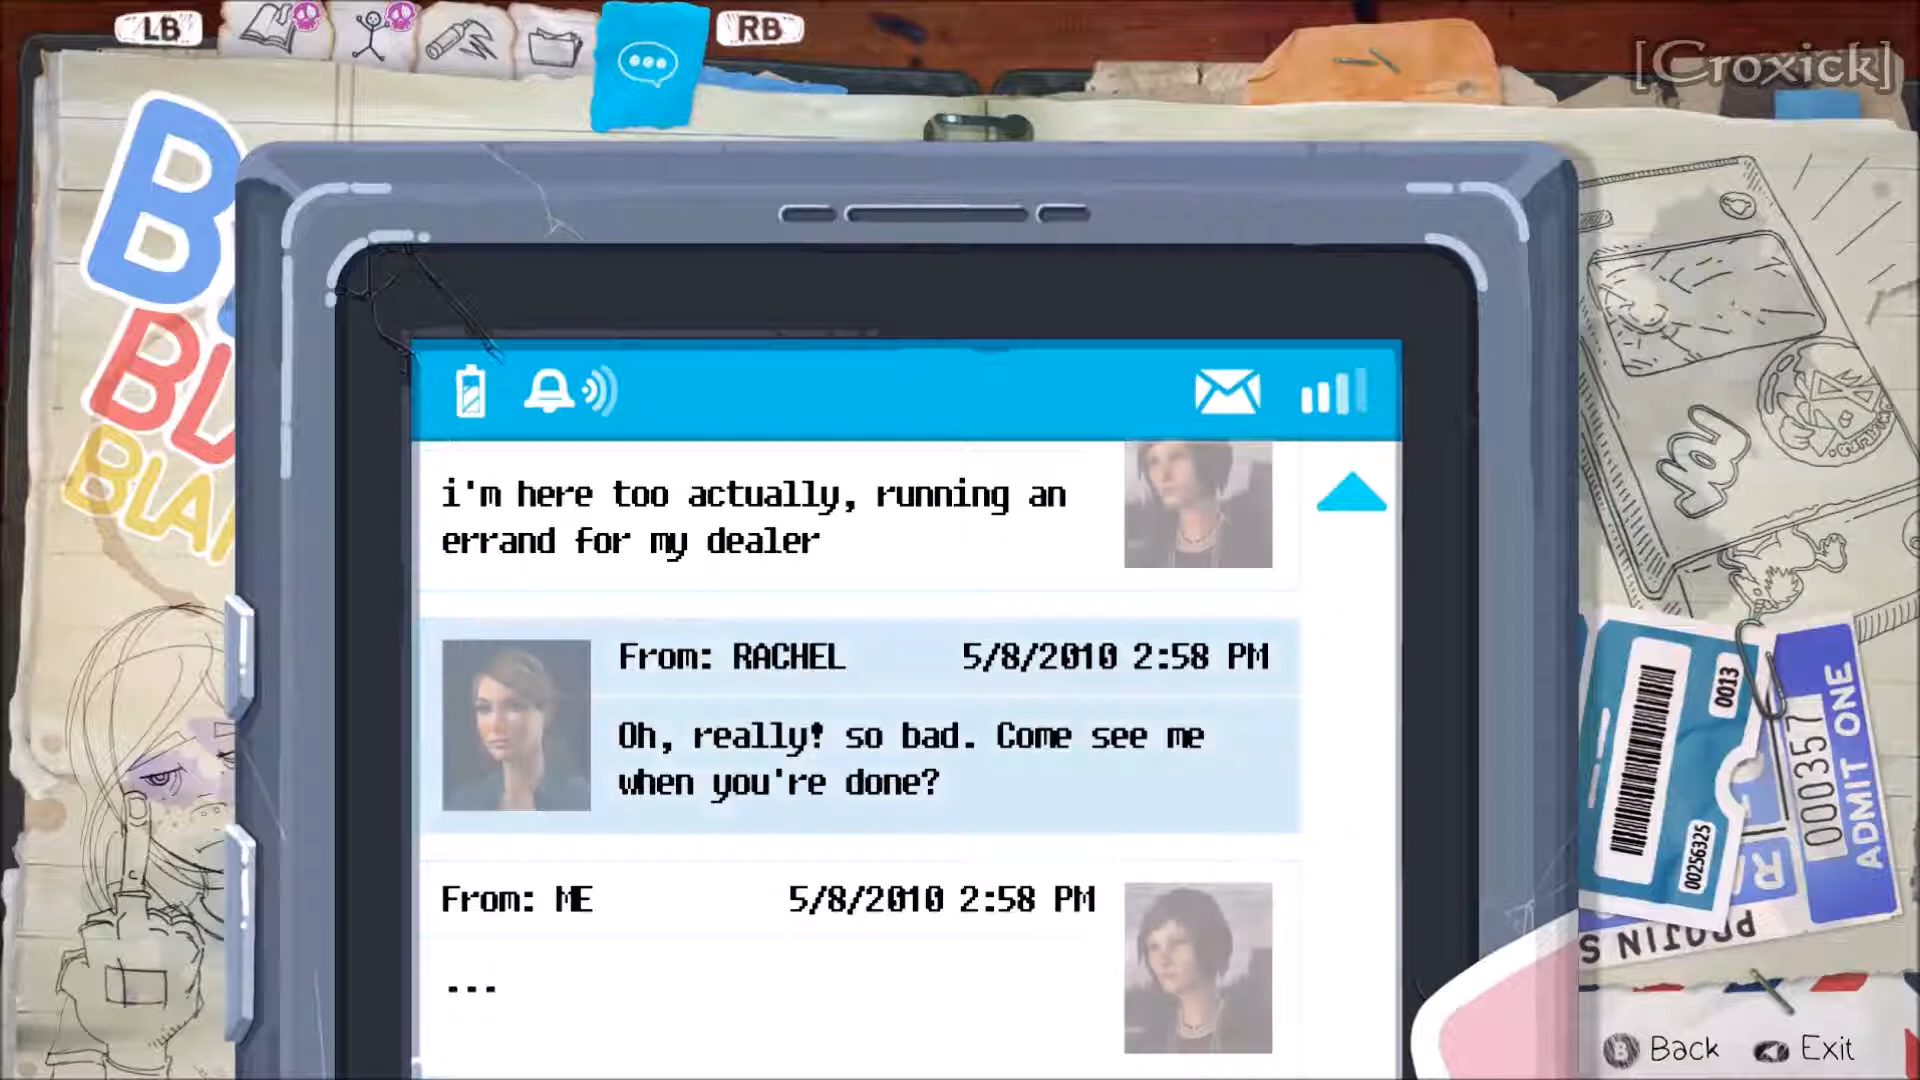 LB
RB
[Croxick]
i'm here too actually, running an
errand for my dealer
From: RACHEL 5/8/2010 2:58 PM
Oh, really! so bad. Come see me
when you're done?
From: ME 5/8/2010 2:58 PM
...
0013
00256325
000357
ADMIT ONE
Back
Exit